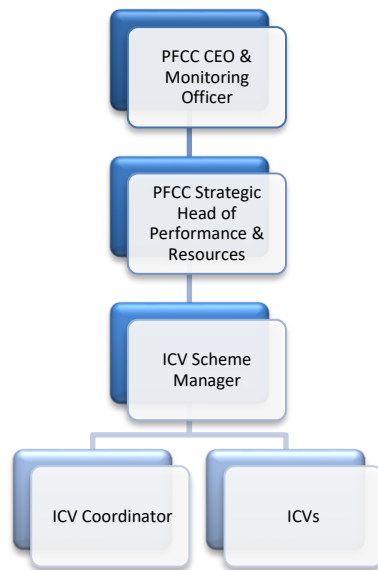 PFCC CEO &
Monitoring
Officer
PFCC Strategic
Head of
Performance &
Resources
ICV Scheme
Manager
ICV Coordinator
ICVs